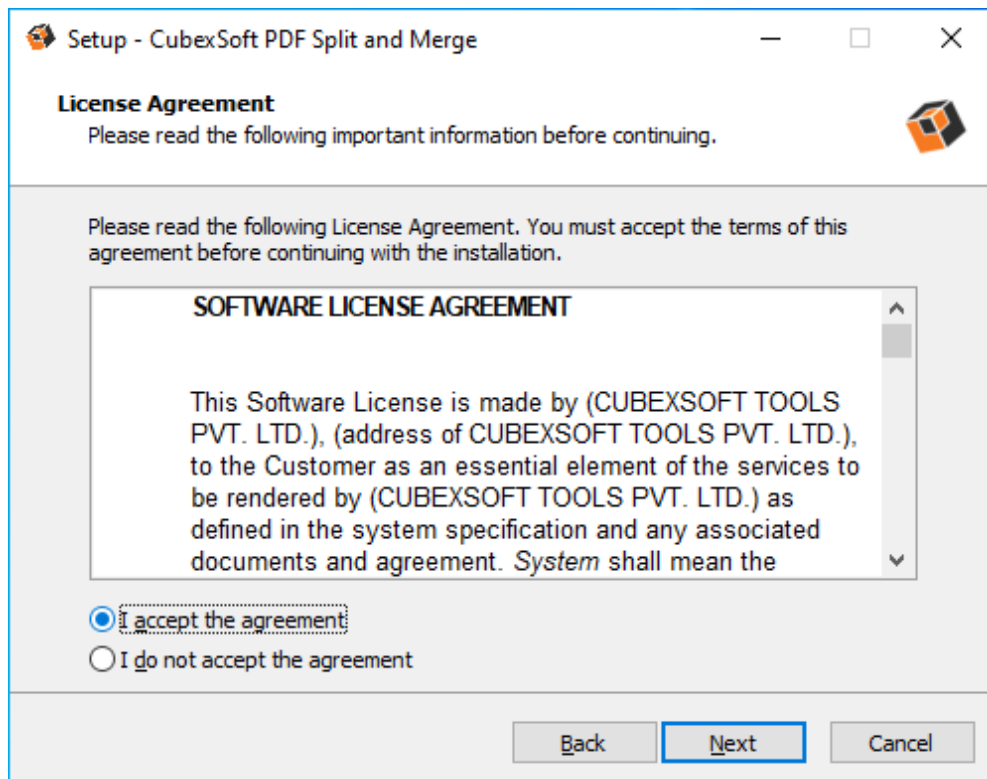 Setup - CubexSoft PDF Split and Merge
License Agreement
Please read the following important information before continuing.
Please read the following License Agreement. You must accept the terms of this
agreement before continuing with the installation.
SOFTWARE LICENSE AGREEMENT
This Software License is made by (CUBEXSOFT TOOLS
PVT. LTD.), (address of CUBEXSOFT TOOLS PVT. LTD.),
to the Customer as an essential element of the services to
be rendered by (CUBEXSOFT TOOLS PVT. LTD.) as
defined in the system specification and any associated
documents and agreement. System shall mean the
I accept the agreement
I do not accept the agreement
Back Next Cancel